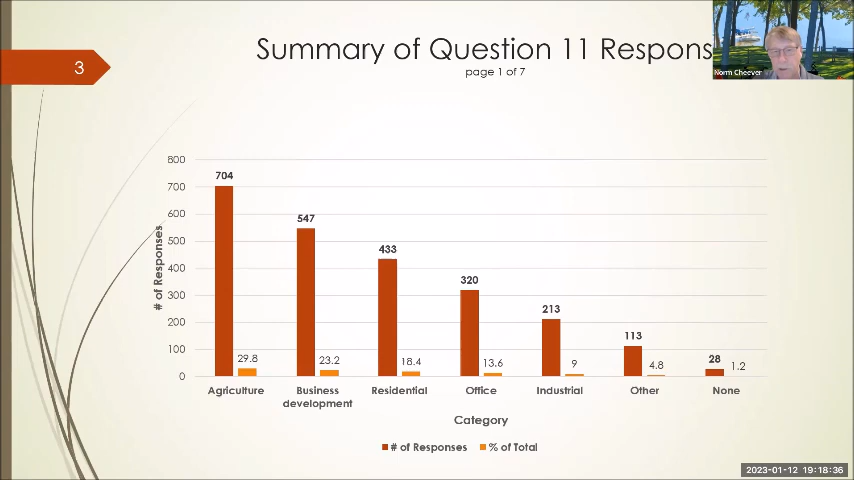 3
Summary of Question 11 Respons
page 1 of 7
Norm Cheever
# of Responses
800
700
600
500
400
300
200
100
0
704
29.8
547
23.2
433
18.4
320
13.6
213
9
113
4.8
28
1.2
Agriculture
Business
development
Residential
Office
Industrial
Other
None
Category
# of Responses
% of Total
2023-01-12 19:18:36